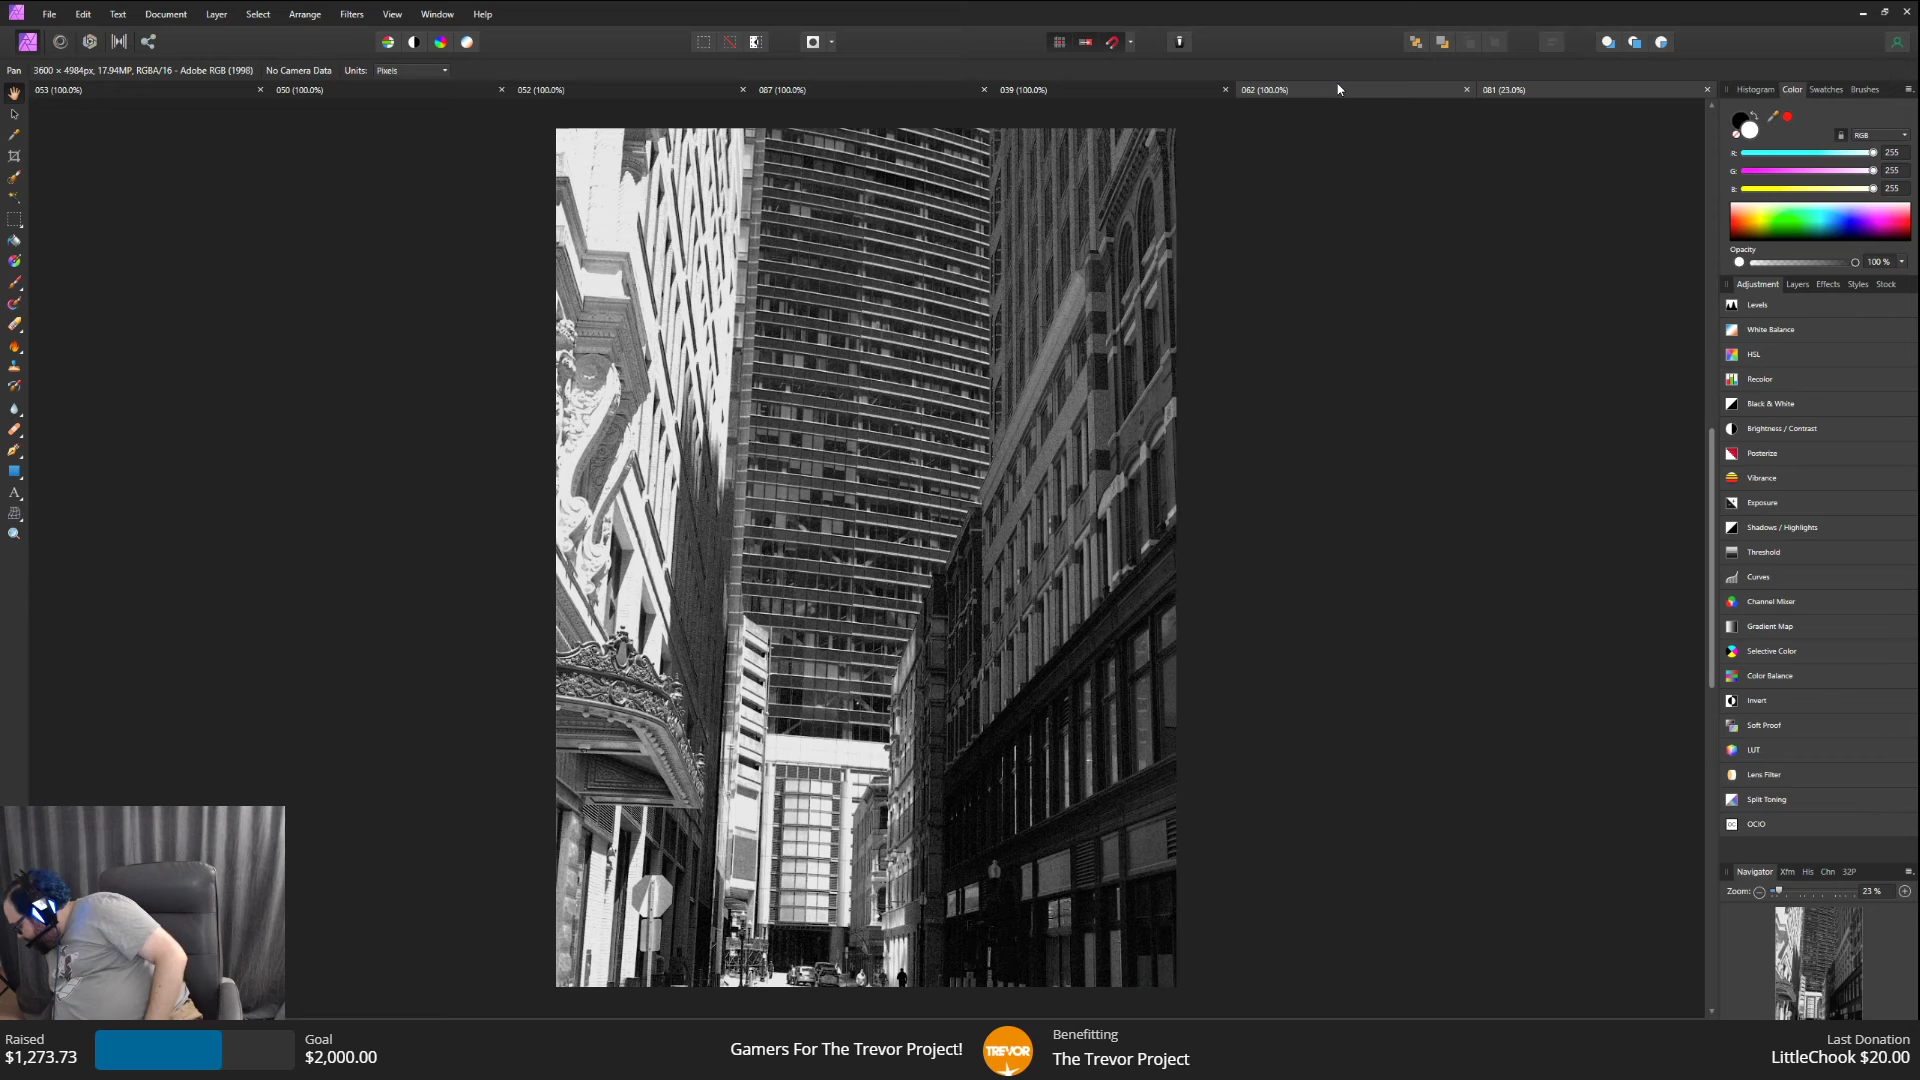 File Edit Text Document Layer Select Arrange Filters View Window Help
Pan 3600 × 4984px, 17.94MP, RGBA/16 - Adobe RGB (1998) No Camera Data Units: Pixels
053 (100.0%) 050 (100.0%) 052 (100.0%) 087 (100.0%) 039 (100.0%) 062 (100.0%) 081 (23.0%)
Histogram Color Swatches Brushes
RGB
R: 255
G: 255
B: 255
Opacity
100 %
Adjustment Layers Effects Styles Stock
Levels
White Balance
HSL
Recolor
Black & White
Brightness / Contrast
Posterize
Vibrance
Exposure
Shadows / Highlights
Threshold
Curves
Channel Mixer
Gradient Map
Selective Color
Color Balance
Invert
Soft Proof
LUT
Lens Filter
Split Toning
OCIO
Navigator Xfm His Chn 32P
Zoom: 23 %
Raised
$1,273.73
Goal
$2,000.00
Gamers For The Trevor Project!
TREVOR
Benefitting
The Trevor Project
Last Donation
LittleChook $20.00